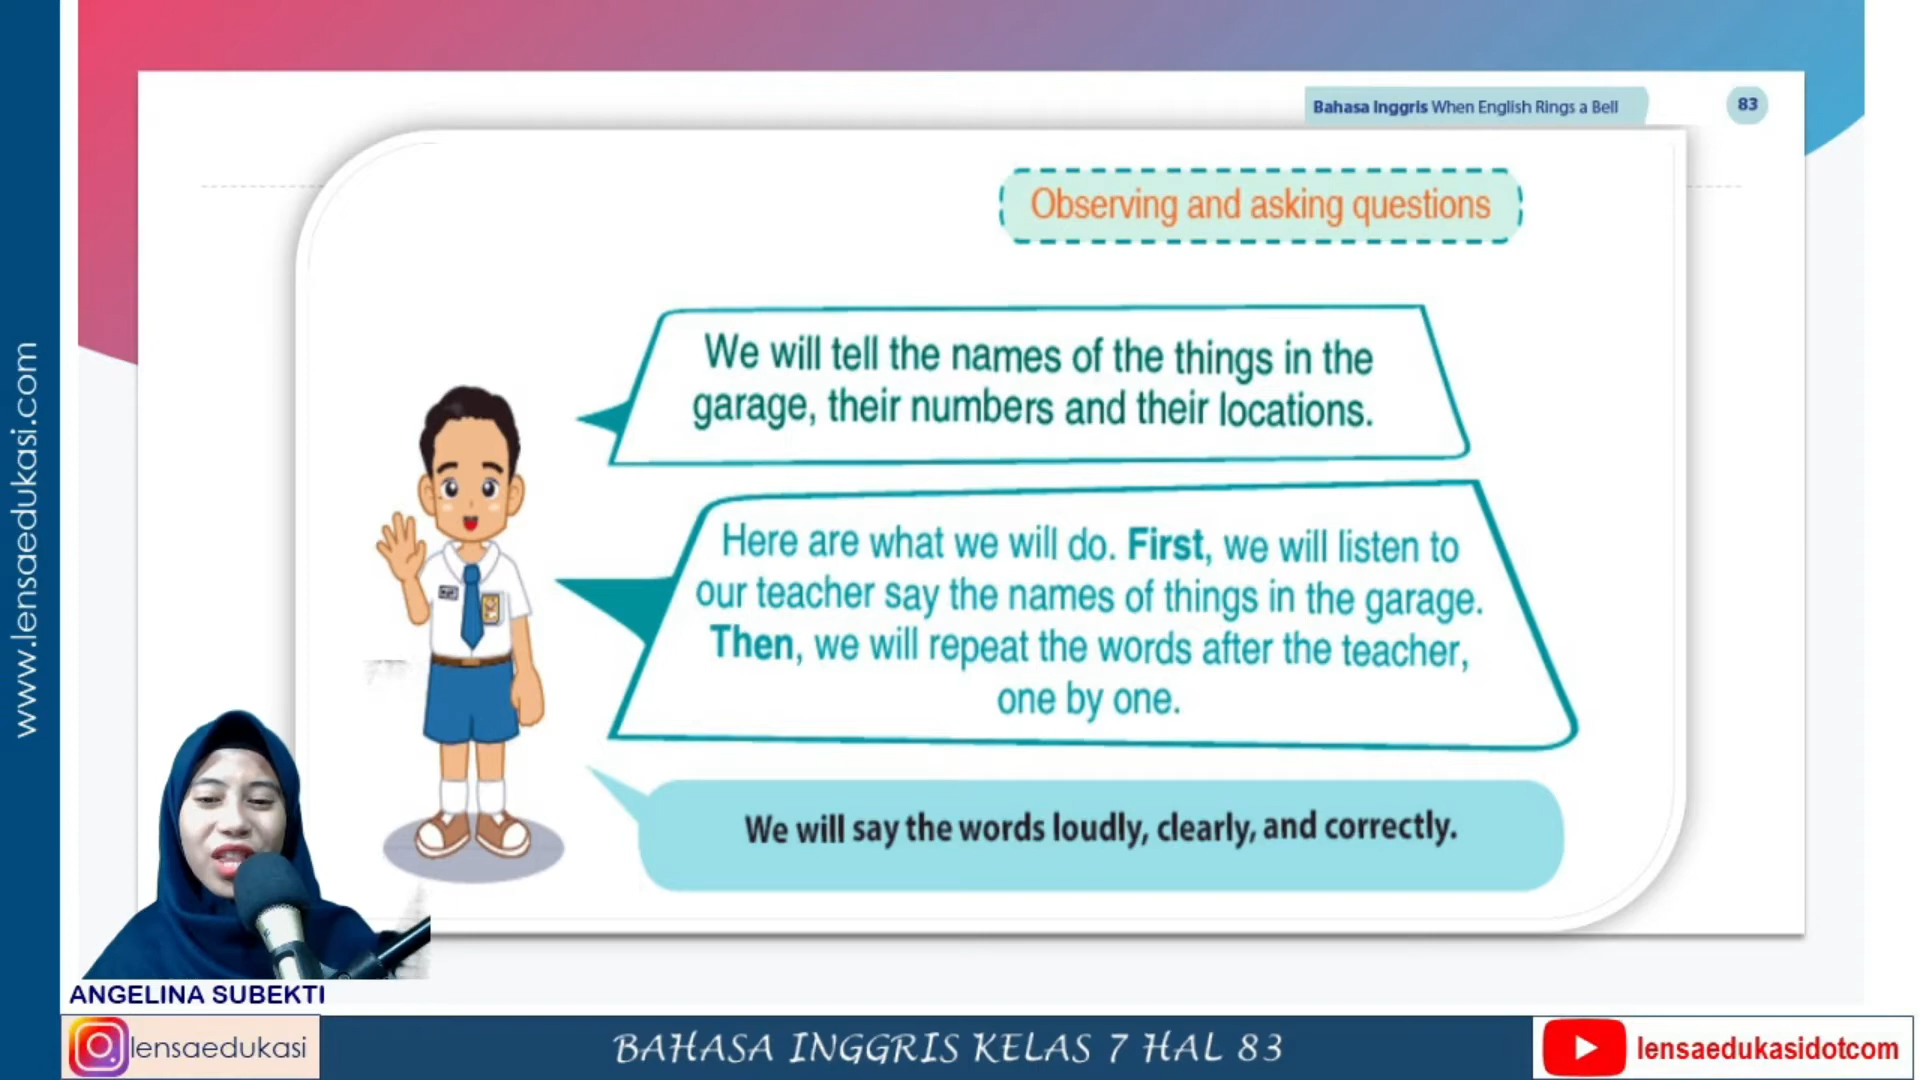 www.lensaedukasi.com
Bahasa Inggris When English Rings a Bell
83
Observing and asking questions
We will tell the names of the things in the
garage, their numbers and their locations.
Here are what we will do. First, we will listen to
our teacher say the names of things in the garage.
Then, we will repeat the words after the teacher,
one by one.
We will say the words loudly, clearly, and correctly.
ANGELINA SUBEKTI
lensaedukasi
BAHASA INGGRIS KELAS 7 HAL 83
lensaedukasidotcom